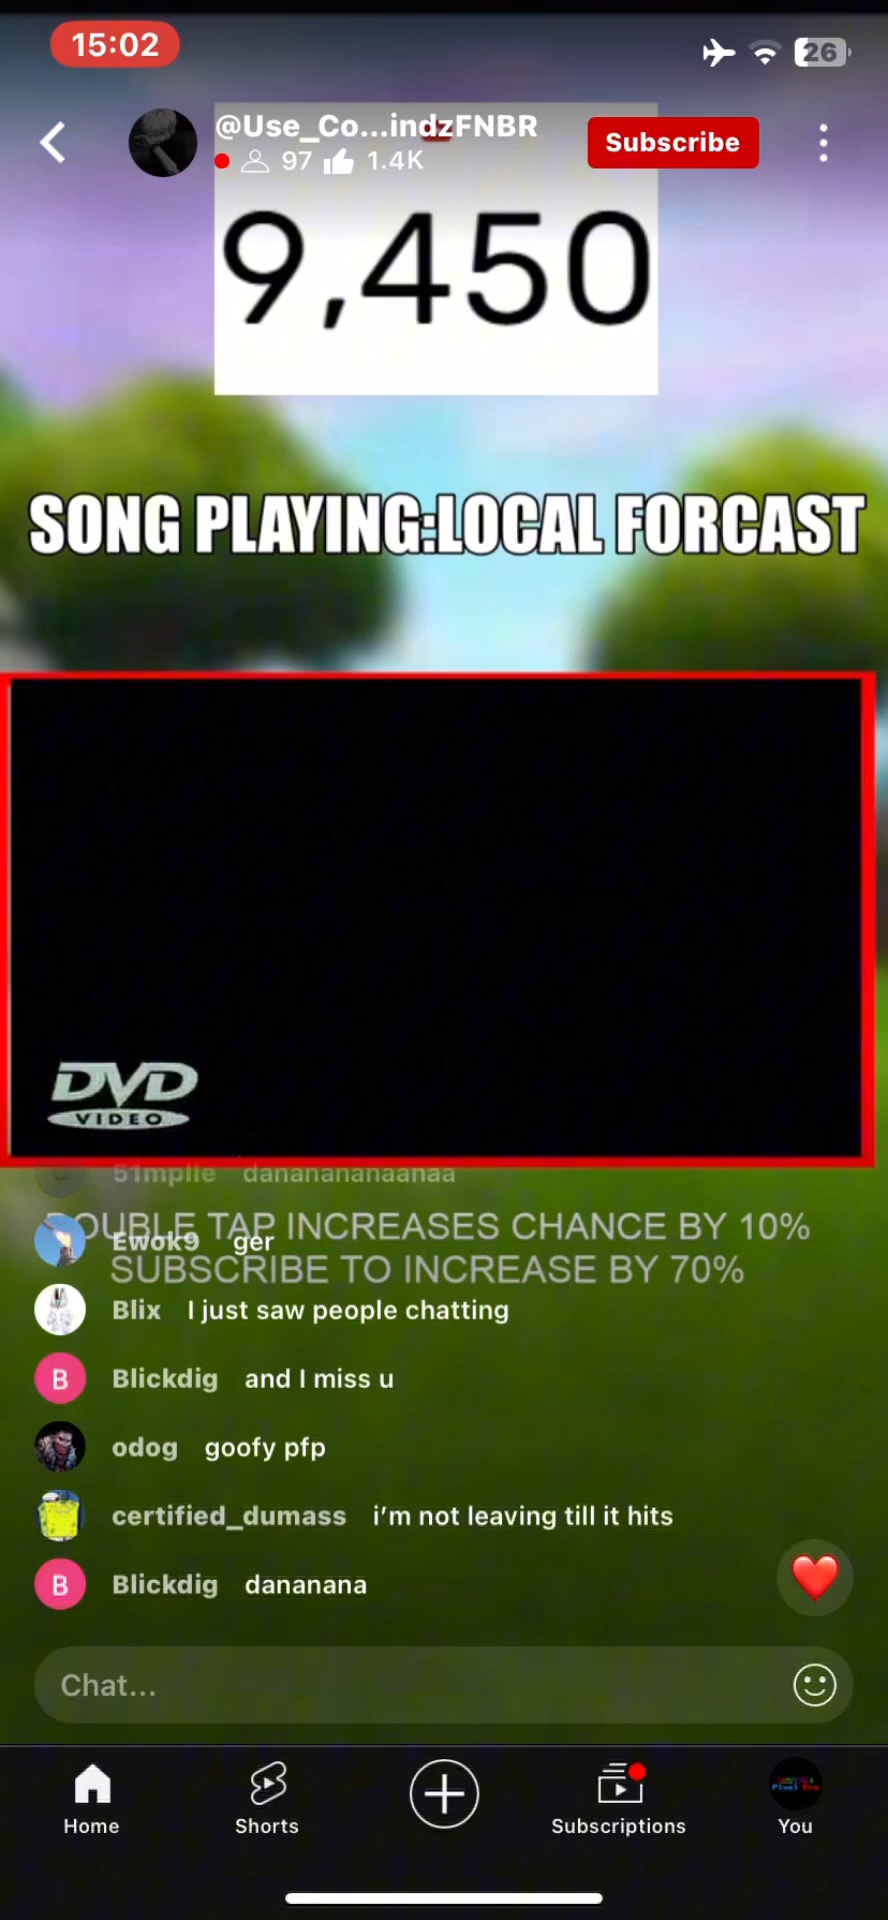 15:02
26
@Use_Co...indzFNBR
Subscribe
97 1.4K
9,450
SONG PLAYING:LOCAL FORCAST
DVD
VIDEO
51mplle dananananaanaa
DOUBLE TAP INCREASES CHANCE BY 10%
Ewok9 ger
SUBSCRIBE TO INCREASE BY 70%
Blix I just saw people chatting
B Blickdig and I miss u
odog goofy pfp
certified_dumass i’m not leaving till it hits
B Blickdig dananana
Chat...
Home Shorts Subscriptions You